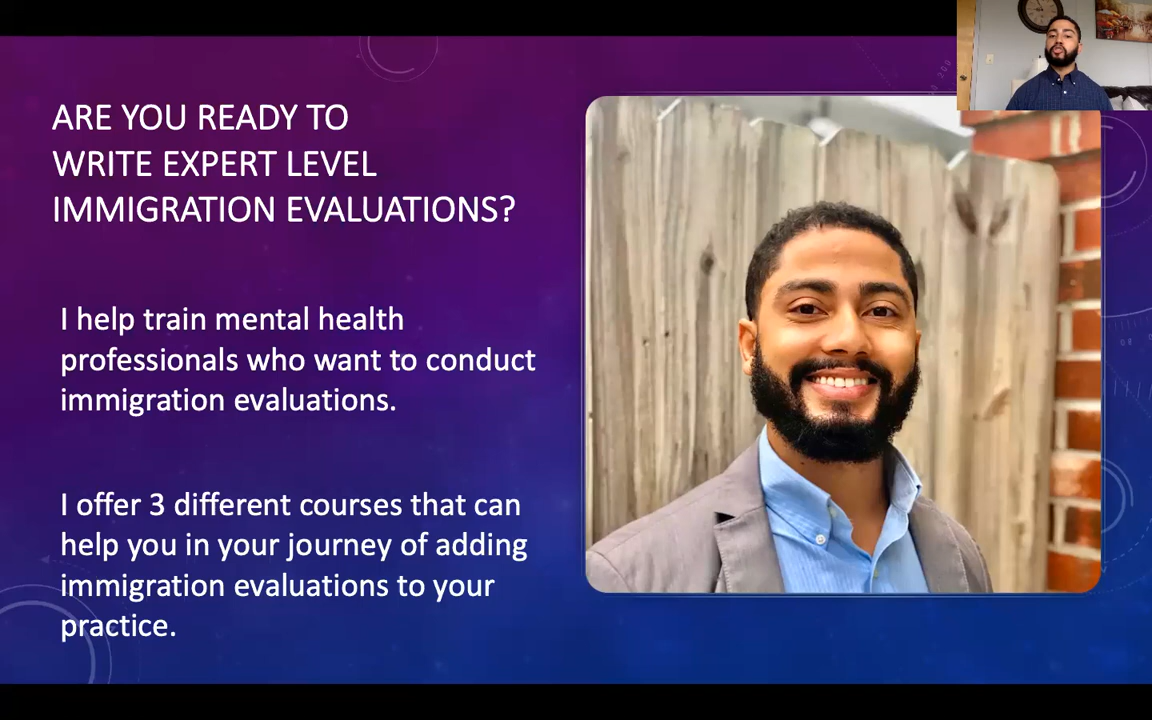 ARE YOU READY TO
WRITE EXPERT LEVEL
IMMIGRATION EVALUATIONS?
I help train mental health
professionals who want to conduct
immigration evaluations.
I offer 3 different courses that can
help you in your journey of adding
immigration evaluations to your
practice.